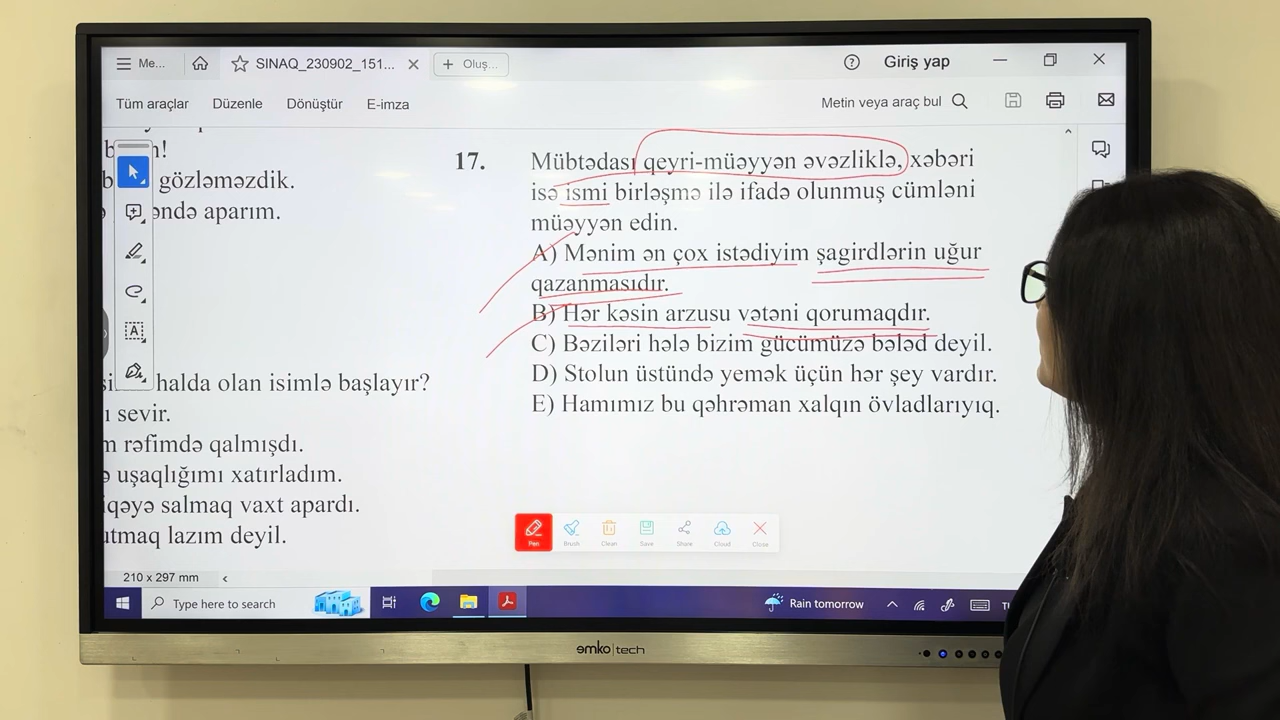 Me...
SINAQ_230902_151...
Oluş...
Giriş yap
Tüm araçlar
Düzenle
Dönüştür
E-imza
Metin veya araç bul
gözləməzdik.
əndə aparım.
halda olan isimlə başlayır?
sevir.
rəfimdə qalmışdı.
uşaqlığımı xatırladım.
salmaq vaxt apardı.
lazım deyil.
17. Mübtədası qeyri-müəyyən əvəzliklə, xəbəri
isə ismi birləşmə ilə ifadə olunmuş cümləni
müəyyən edin.
A) Mənim ən çox istədiyim şagirdlərin uğur
qazanmasıdır.
B) Hər kəsin arzusu vətəni qorumaqdır.
C) Bəziləri hələ bizim gücümüzə bələd deyil.
D) Stolun üstündə yemək üçün hər şey vardır.
E) Hamımız bu qəhrəman xalqın övladlarıyıq.
Pen
Brush
Clean
Save
Share
Cloud
Close
210 x 297 mm
Type here to search
Rain tomorrow
emko | tech